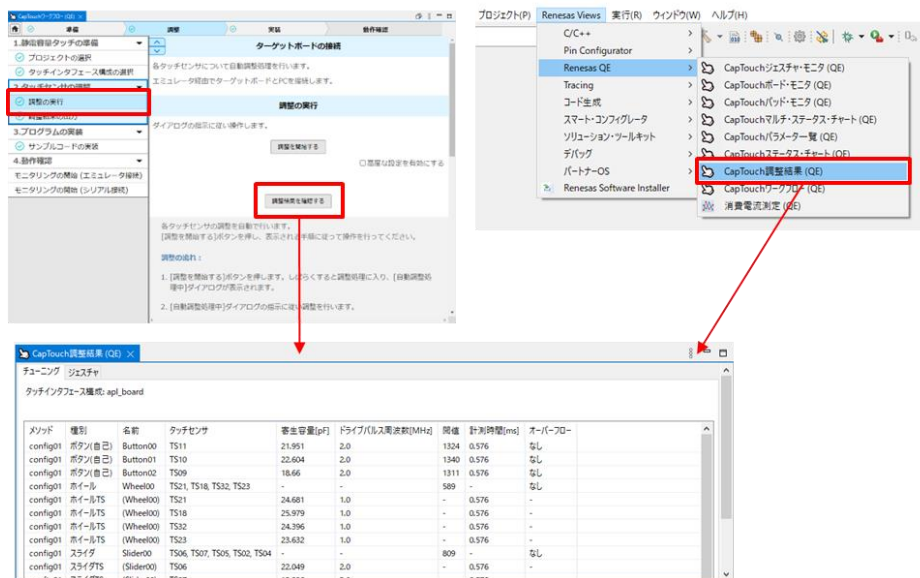 CapTouchワークフロー (QE)
準備
調整
実装
動作確認
1.静電容量タッチの準備
プロジェクトの選択
タッチインタフェース構成の選択
2.タッチセンサの調整
調整の実行
3.プログラムの実装
サンプルコードの実装
4.動作確認
モニタリングの開始 (エミュレータ接続)
モニタリングの開始 (シリアル接続)
ターゲットボードの接続
各タッチセンサについて自動調整処理を行います。
エミュレータ経由でターゲットボードとPCを接続します。
調整の実行
ダイアログの指示に従い操作します。
調整を開始する
高度な設定を有効にする
調整結果を確認する
各タッチセンサの調整を自動で行います。
[調整を開始する]ボタンを押し、表示される手順に従って操作を行ってください。
調整の流れ：
1. [調整を開始する]ボタンを押します。しばらくすると調整処理に入り、[自動調整処
理中]ダイアログが表示されます。
2. [自動調整処理中]ダイアログの指示に従い調整を行います。
プロジェクト(P) Renesas Views 実行(R) ウィンドウ(W) ヘルプ(H)
C/C++
Pin Configurator
Renesas QE
Tracing
コード生成
スマート・コンフィグレータ
ソリューション・ツールキット
デバッグ
パートナーOS
Renesas Software Installer
CapTouchジェスチャ・モニタ (QE)
CapTouchボード・モニタ (QE)
CapTouchパッド・モニタ (QE)
CapTouchマルチ・ステータス・チャート (QE)
CapTouchパラメーター覧 (QE)
CapTouchステータス・チャート (QE)
CapTouch調整結果 (QE)
CapTouchワークフロー (QE)
消費電流測定 (QE)
CapTouch調整結果 (QE)
チューニング ジェスチャ
タッチインタフェース構成: apl_board
メソッド 種別 名前 タッチセンサ 寄生容量[pF] ドライブパルス周波数[MHz] 閾値 計測時間[ms] オーバーフロー
config01 ボタン(自己) Button00 TS11 21.951 2.0 1324 0.576 なし
config01 ボタン(自己) Button01 TS10 22.604 2.0 1340 0.576 なし
config01 ボタン(自己) Button02 TS09 18.66 2.0 1311 0.576 なし
config01 ホイール Wheel00 TS21, TS18, TS32, TS23 - - 589 - なし
config01 ホイールTS (Wheel00) TS21 24.681 1.0 - 0.576 -
config01 ホイールTS (Wheel00) TS18 25.979 1.0 - 0.576 -
config01 ホイールTS (Wheel00) TS32 24.396 1.0 - 0.576 -
config01 ホイールTS (Wheel00) TS23 23.632 1.0 - 0.576 -
config01 スライダ Slider00 TS06, TS07, TS05, TS02, TS04 - - 809 - なし
config01 スライダTS (Slider00) TS06 22.049 2.0 - 0.576 -